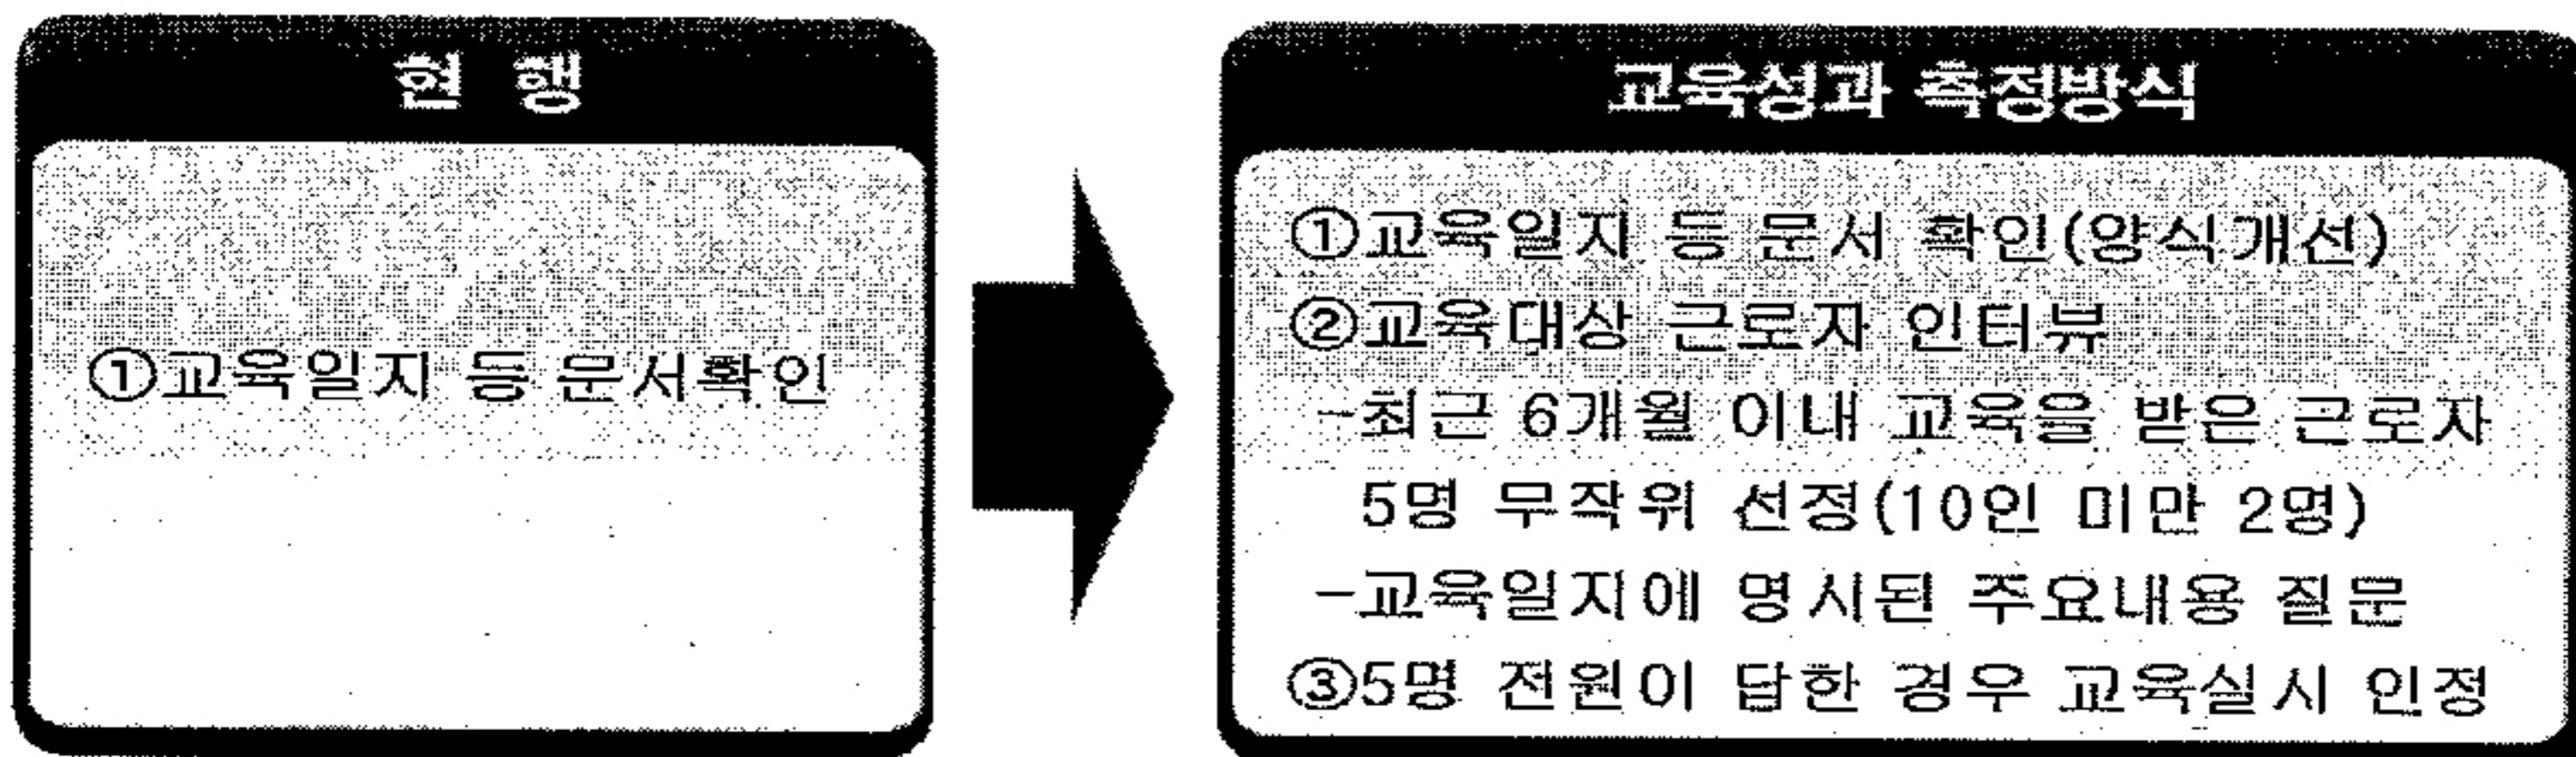 현 행
①교육일지 등 문서확인
교육성과 측정방식
①교육일지 등 문서 확인(양식개선)
②교육대상 근로자 인터뷰
-최근 6개월 이내 교육을 받은 근로자
5명 무작위 선정(10인 미만 2명)
-교육일지에 명시된 주요내용 질문
③5명 전원이 답한 경우 교육실시 인정